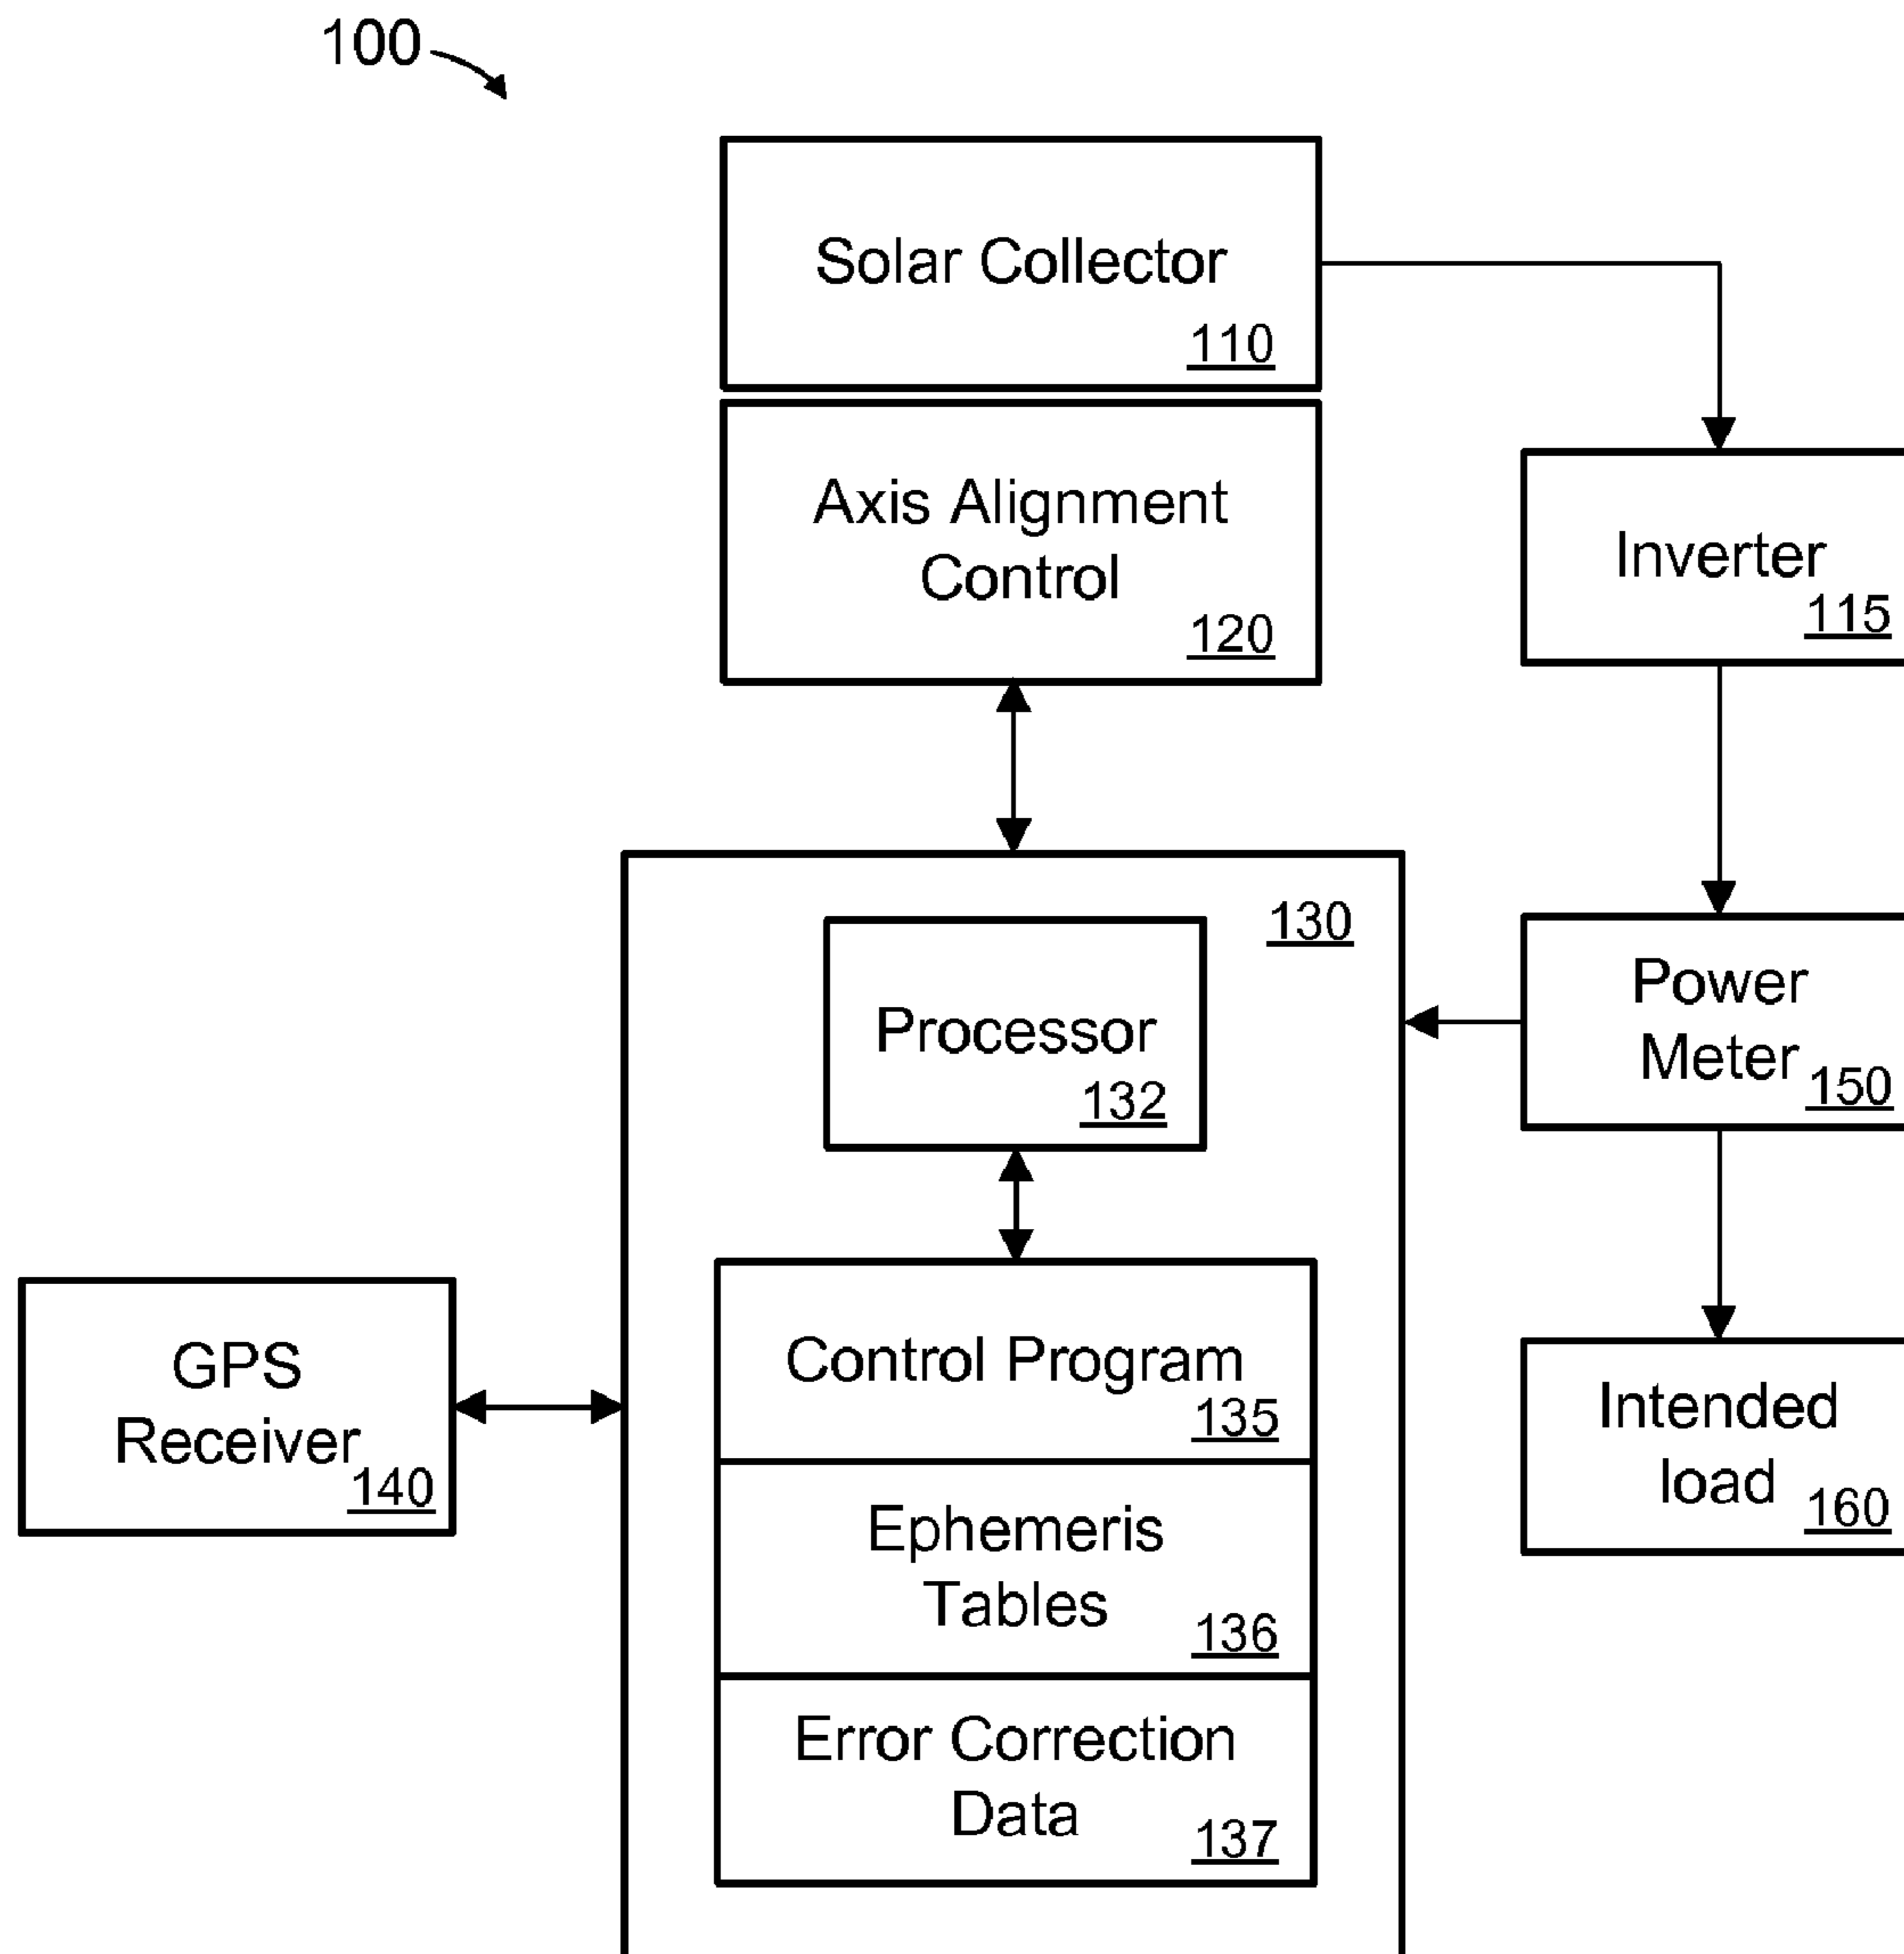 100
Solar Collector
110
Axis Alignment
Control
120
Inverter
115
130
Processor
132
Power
Meter
150
GPS
Receiver
140
Control Program
135
Ephemeris
Tables
136
Error Correction
Data
137
Intended
load
160